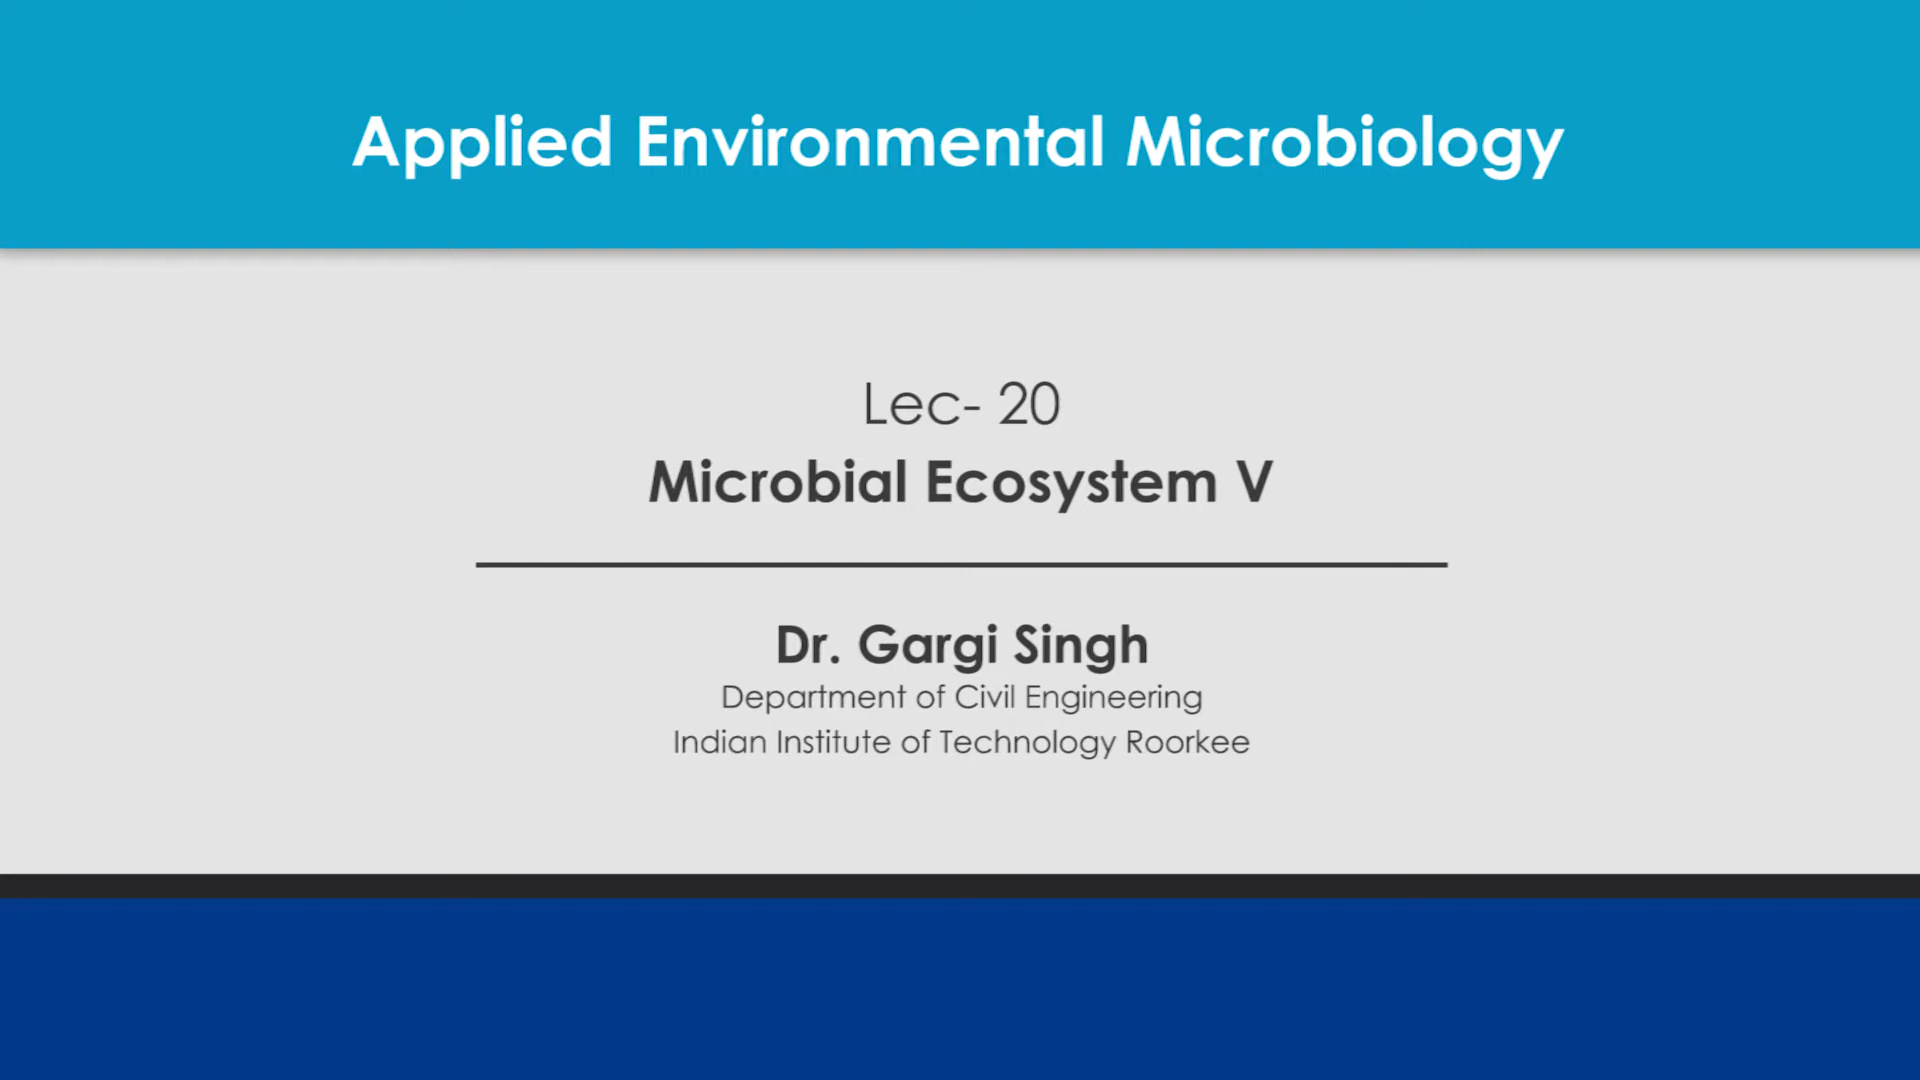 Applied Environmental Microbiology
Lec- 20
Microbial Ecosystem V
Dr. Gargi Singh
Department of Civil Engineering
Indian Institute of Technology Roorkee